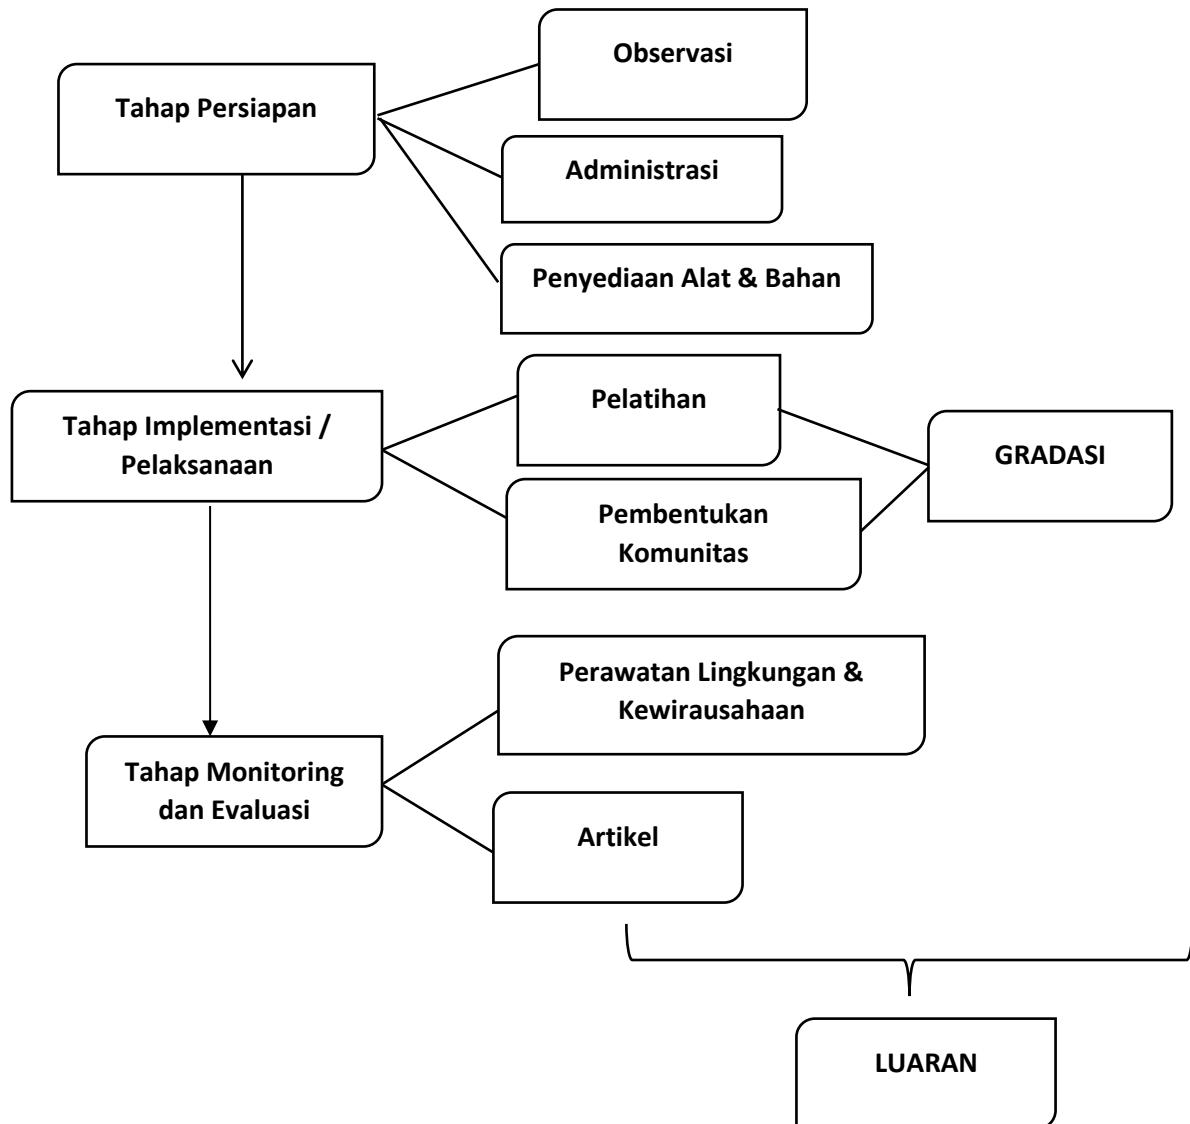 Observasi
Tahap Persiapan
Administrasi
Penyediaan Alat & Bahan
Tahap Implementasi /
Pelaksanaan
Pelatihan
GRADASI
Pembentukan
Komunitas
Perawatan Lingkungan &
Kewirausahaan
Tahap Monitoring
dan Evaluasi
Artikel
LUARAN